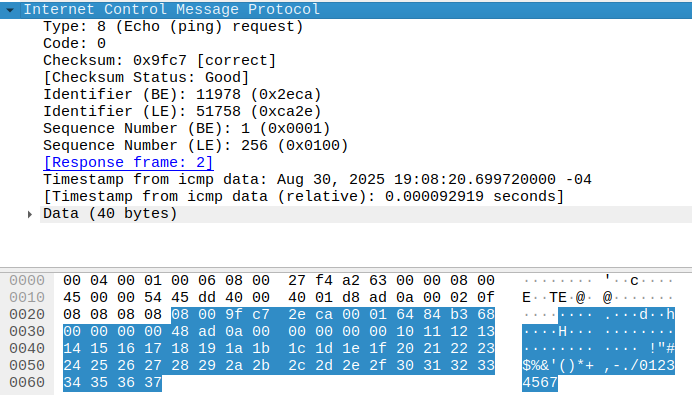 Internet Control Message Protocol
Type: 8 (Echo (ping) request)
Code: 0
Checksum: 0x9fc7 [correct]
[Checksum Status: Good]
Identifier (BE): 11978 (0x2eca)
Identifier (LE): 51758 (0xca2e)
Sequence Number (BE): 1 (0x0001)
Sequence Number (LE): 256 (0x0100)
[Response frame: 2]
Timestamp from icmp data: Aug 30, 2025 19:08:20.699720000 -04
[Timestamp from icmp data (relative): 0.000092919 seconds]
Data (40 bytes)
0000 00 04 00 01 00 06 08 00 27 f4 a2 63 00 00 08 00 ········ '··c····
0010 45 00 00 54 45 dd 40 00 40 01 d8 ad 0a 00 02 0f E··TE·@· @·······
0020 08 08 08 08 08 00 9f c7 2e ca 00 01 64 84 b3 68 ········ .···d··h
0030 00 00 00 00 48 ad 0a 00 00 00 00 00 10 11 12 13 ····H··· ········
0040 14 15 16 17 18 19 1a 1b 1c 1d 1e 1f 20 21 22 23 ········ ···· !"#
0050 24 25 26 27 28 29 2a 2b 2c 2d 2e 2f 30 31 32 33 $%&'()*+ ,-./0123
0060 34 35 36 37 4567